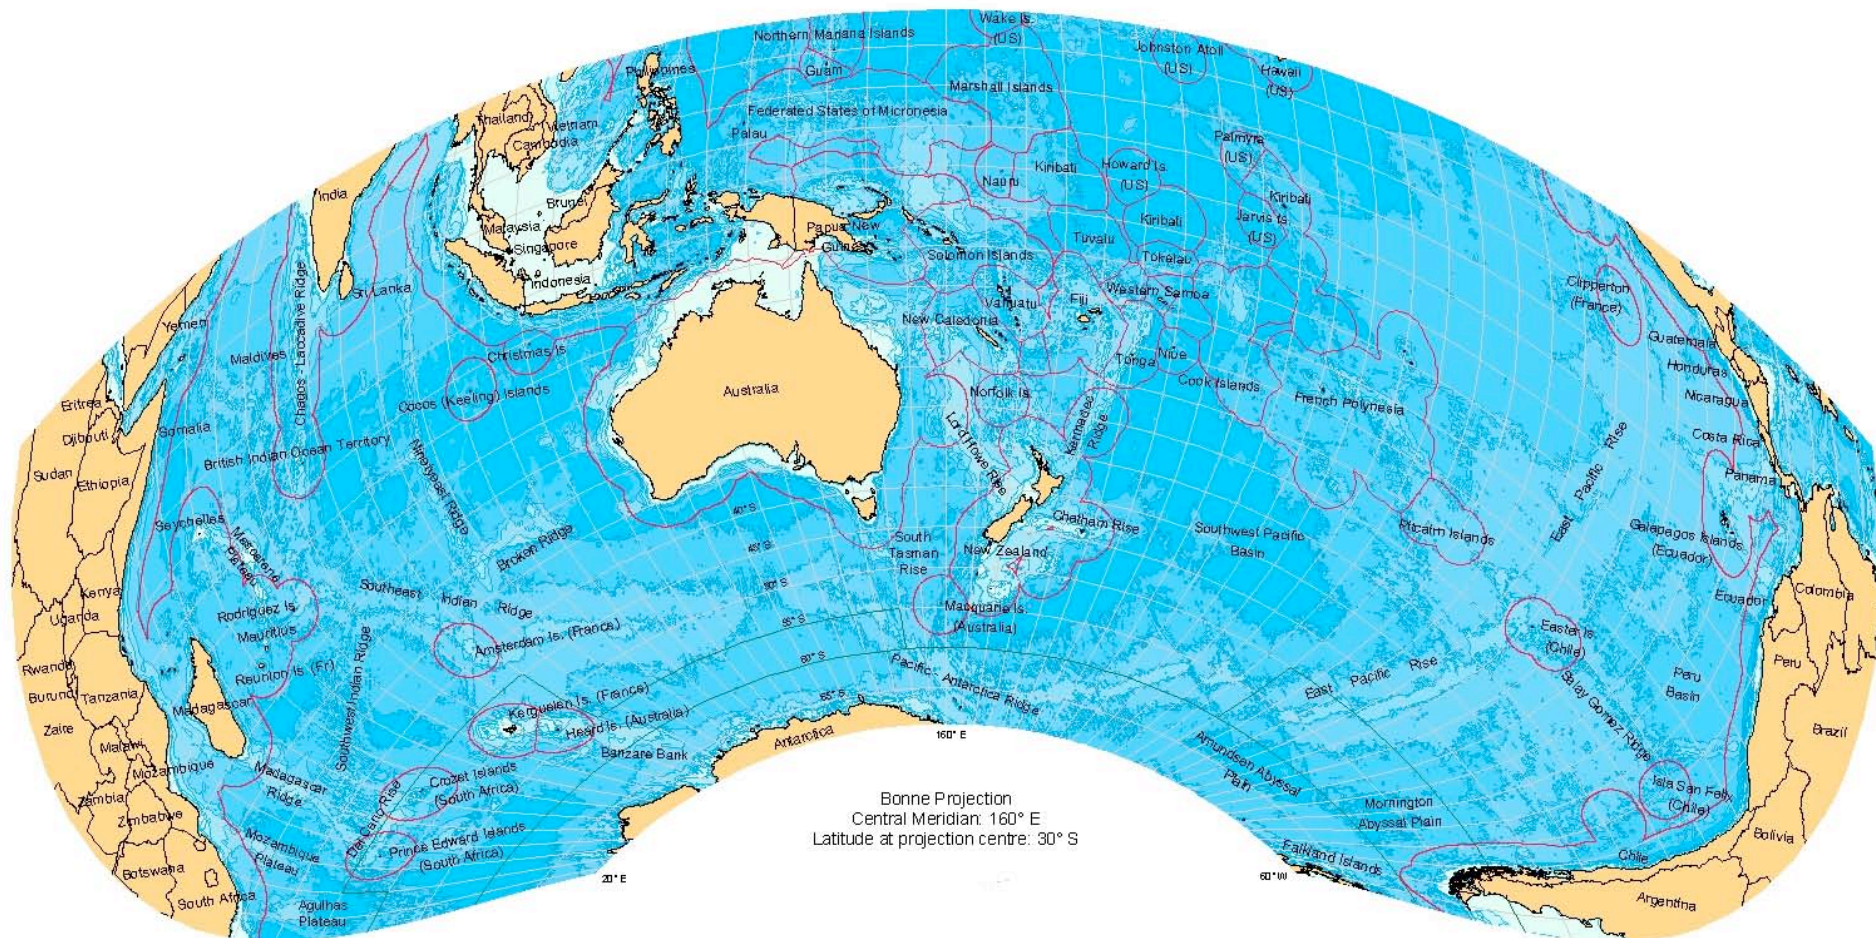 Wake Is.
(US)
Northern Mariana Islands
Johnston Atoll
(US)
Hawaii
(US)
Philippines
Guam
Marshall Islands
Federated States of Micronesia
Palau
Thailand
Vietnam
Cambodia
Palmyra
(US)
Kiribati
Howard Is.
(US)
Nauru
India
Brunei
Kiribati
Kiribati
Jarvis Is.
(US)
Malaysia
Singapore
Papua New
Guinea
Tuvalu
Solomon Islands
Tokelau
Indonesia
Sri Lanka
Chagos - Laccadive Ridge
Western Samoa
Vanuatu
Fiji
Clipperton
(France)
Yemen
New Caledonia
Maldives
Christmas Is.
Tonga
Niue
Guatemala
Honduras
Cook Islands
Australia
Norfolk Is.
French Polynesia
Nicaragua
Cocos (Keeling) Islands
Eritrea
Djibouti
Somalia
Kermadec
Ridge
Lord Howe Rise
Costa Rica
British Indian Ocean Territory
East Pacific Rise
Sudan
Ethiopia
Ninetyeast Ridge
Panama
40° S
Seychelles
Chatham Rise
Southwest Pacific
Basin
Pitcairn Islands
Galapagos Islands
(Ecuador)
Mascarene
Plateau
Broken Ridge
45° S
South
Tasman
Rise
New Zealand
50° S
Kenya
Uganda
Southeast Indian Ridge
Rodriguez Is.
Ecuador
Colombia
Macquarie Is.
(Australia)
55° S
Mauritius
Amsterdam Is. (France)
Easter Is.
(Chile)
60° S
Rwanda
Reunion Is (Fr)
Southwest Indian Ridge
Pacific - Antarctica Ridge
East Pacific Rise
Peru
Basin
Peru
Burundi
Tanzania
65° S
Madagascar
Kerguelen Is. (France)
Heard Is. (Australia)
Salay Gomez Ridge
Zaire
Banzare Bank
Antarctica
160° E
Brazil
Malawi
Mozambique
Madagascar
Ridge
Crozet Islands
(South Africa)
Amundsen Abyssal
Plain
Isla San Felix
(Chile)
Zambia
Zimbabwe
Del Cano Rise
Bonne Projection
Central Meridian: 160° E
Latitude at projection centre: 30° S
Mornington
Abyssal Plain
Mozambique
Plateau
Prince Edward Islands
(South Africa)
Bolivia
Botswana
Falkland Islands
Chile
20° E
60° W
South Africa
Agulhas
Plateau
Argentina